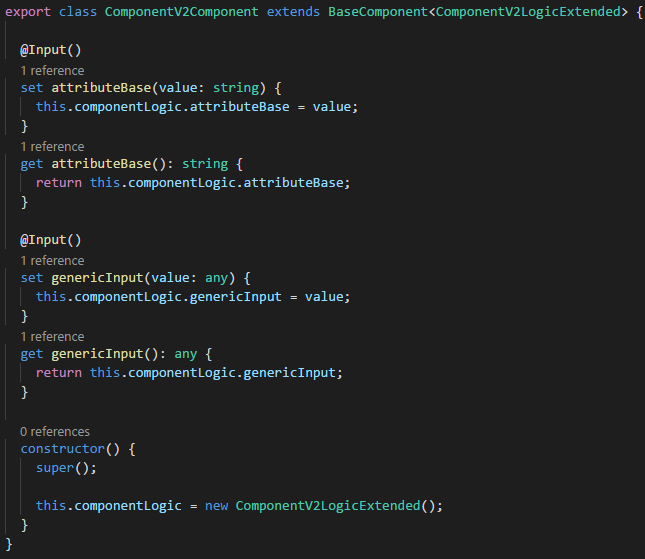 export class ComponentV2Component extends BaseComponent<ComponentV2LogicExtended> {
@Input()
1 reference
set attributeBase(value: string) {
this.componentLogic.attributeBase = value;
}
1 reference
get attributeBase(): string {
return this.componentLogic.attributeBase;
}
@Input()
1 reference
set genericInput(value: any) {
this.componentLogic.genericInput = value;
}
1 reference
get genericInput(): any {
return this.componentLogic.genericInput;
}
0 references
constructor() {
super();
this.componentLogic = new ComponentV2LogicExtended();
}
}